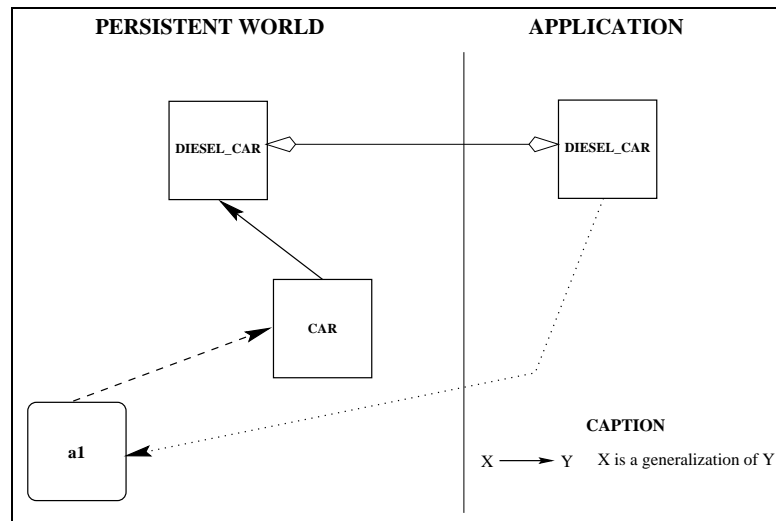 PERSISTENT WORLD
APPLICATION
DIESEL_CAR
DIESEL_CAR
CAR
a1
CAPTION
X Y X is a generalization of Y